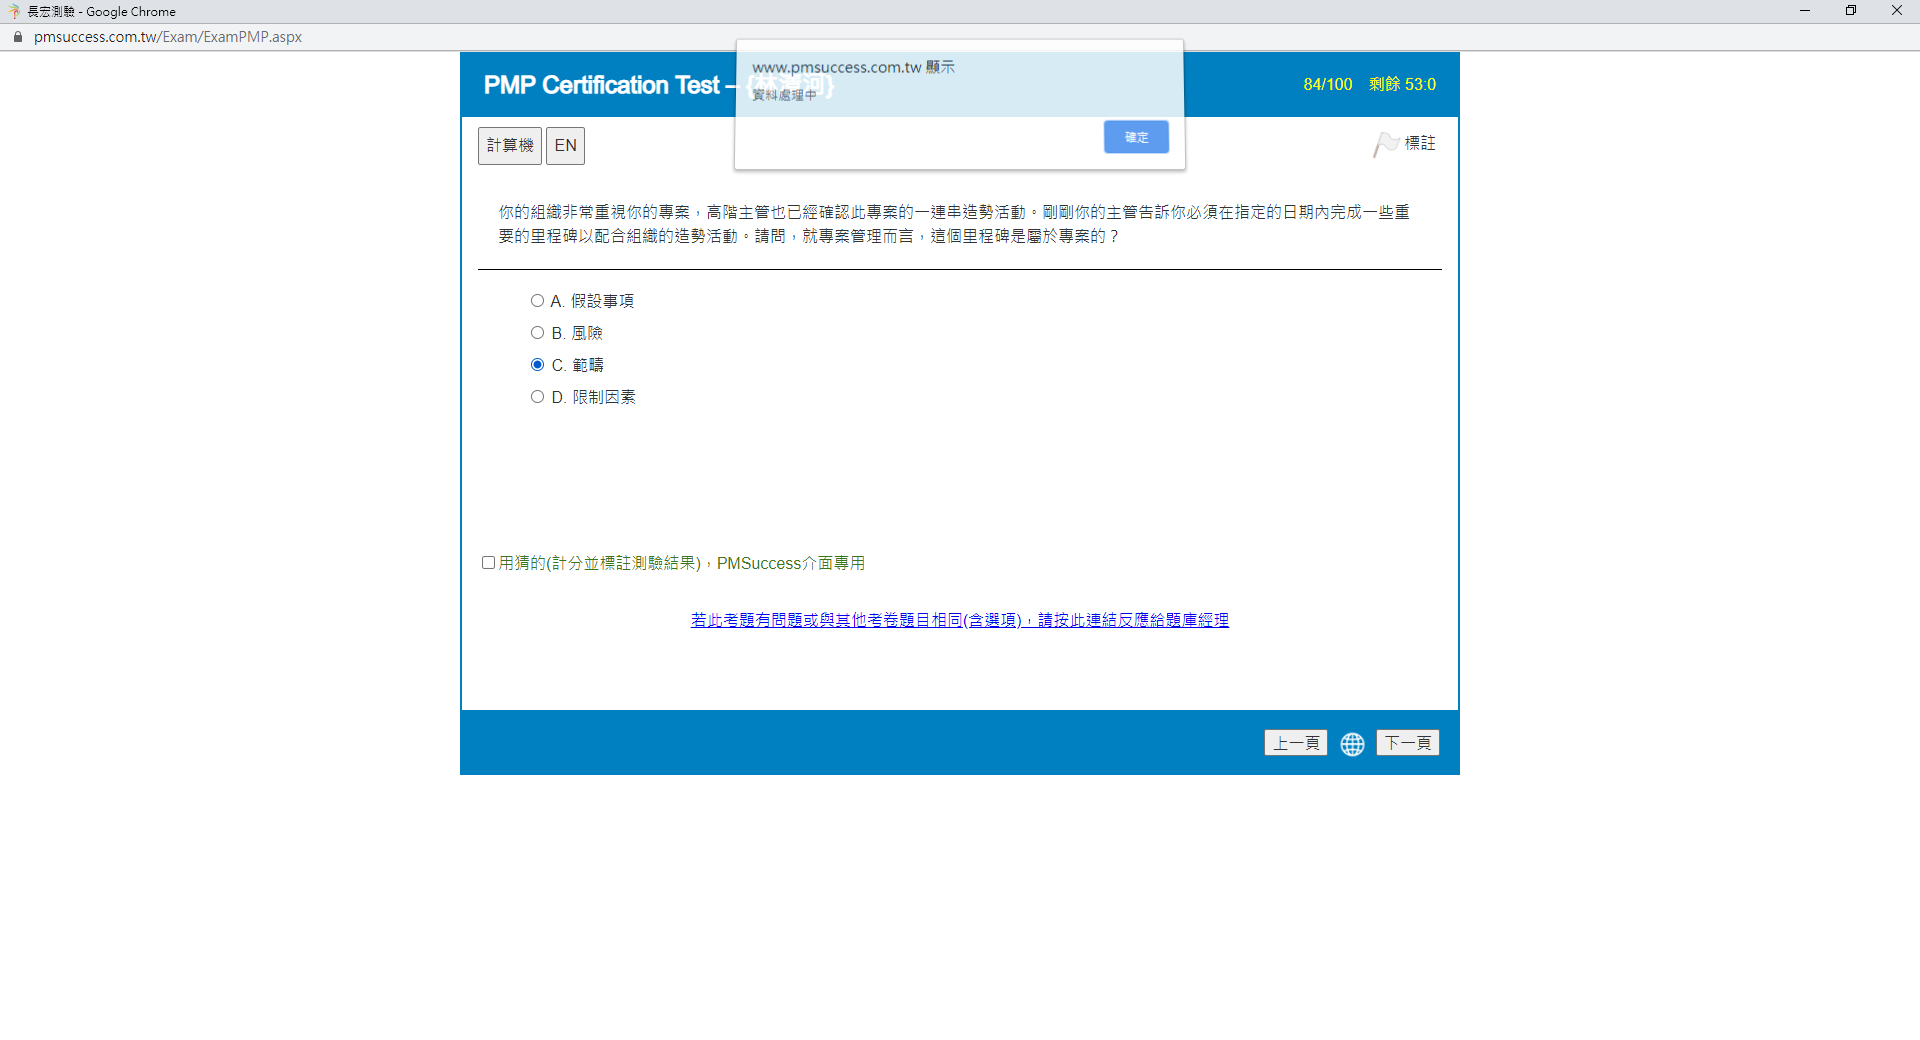 長宏測驗 - Google Chrome
pmsuccess.com.tw/Exam/ExamPMP.aspx
www.pmsuccess.com.tw 顯示
資料處理中
確定
PMP Certification Test – {林 河}
84/100 剩餘 53:0
計算機 EN
標註
你的組織非常重視你的專案，高階主管也已經確認此專案的一連串造勢活動。剛剛你的主管告訴你必須在指定的日期內完成一些重
要的里程碑以配合組織的造勢活動。請問，就專案管理而言，這個里程碑是屬於專案的？
A. 假設事項
B. 風險
C. 範疇
D. 限制因素
用猜的(計分並標註測驗結果)，PMSuccess介面專用
若此考題有問題或與其他考卷題目相同(含選項)，請按此連結反應給題庫經理
上一頁 下一頁